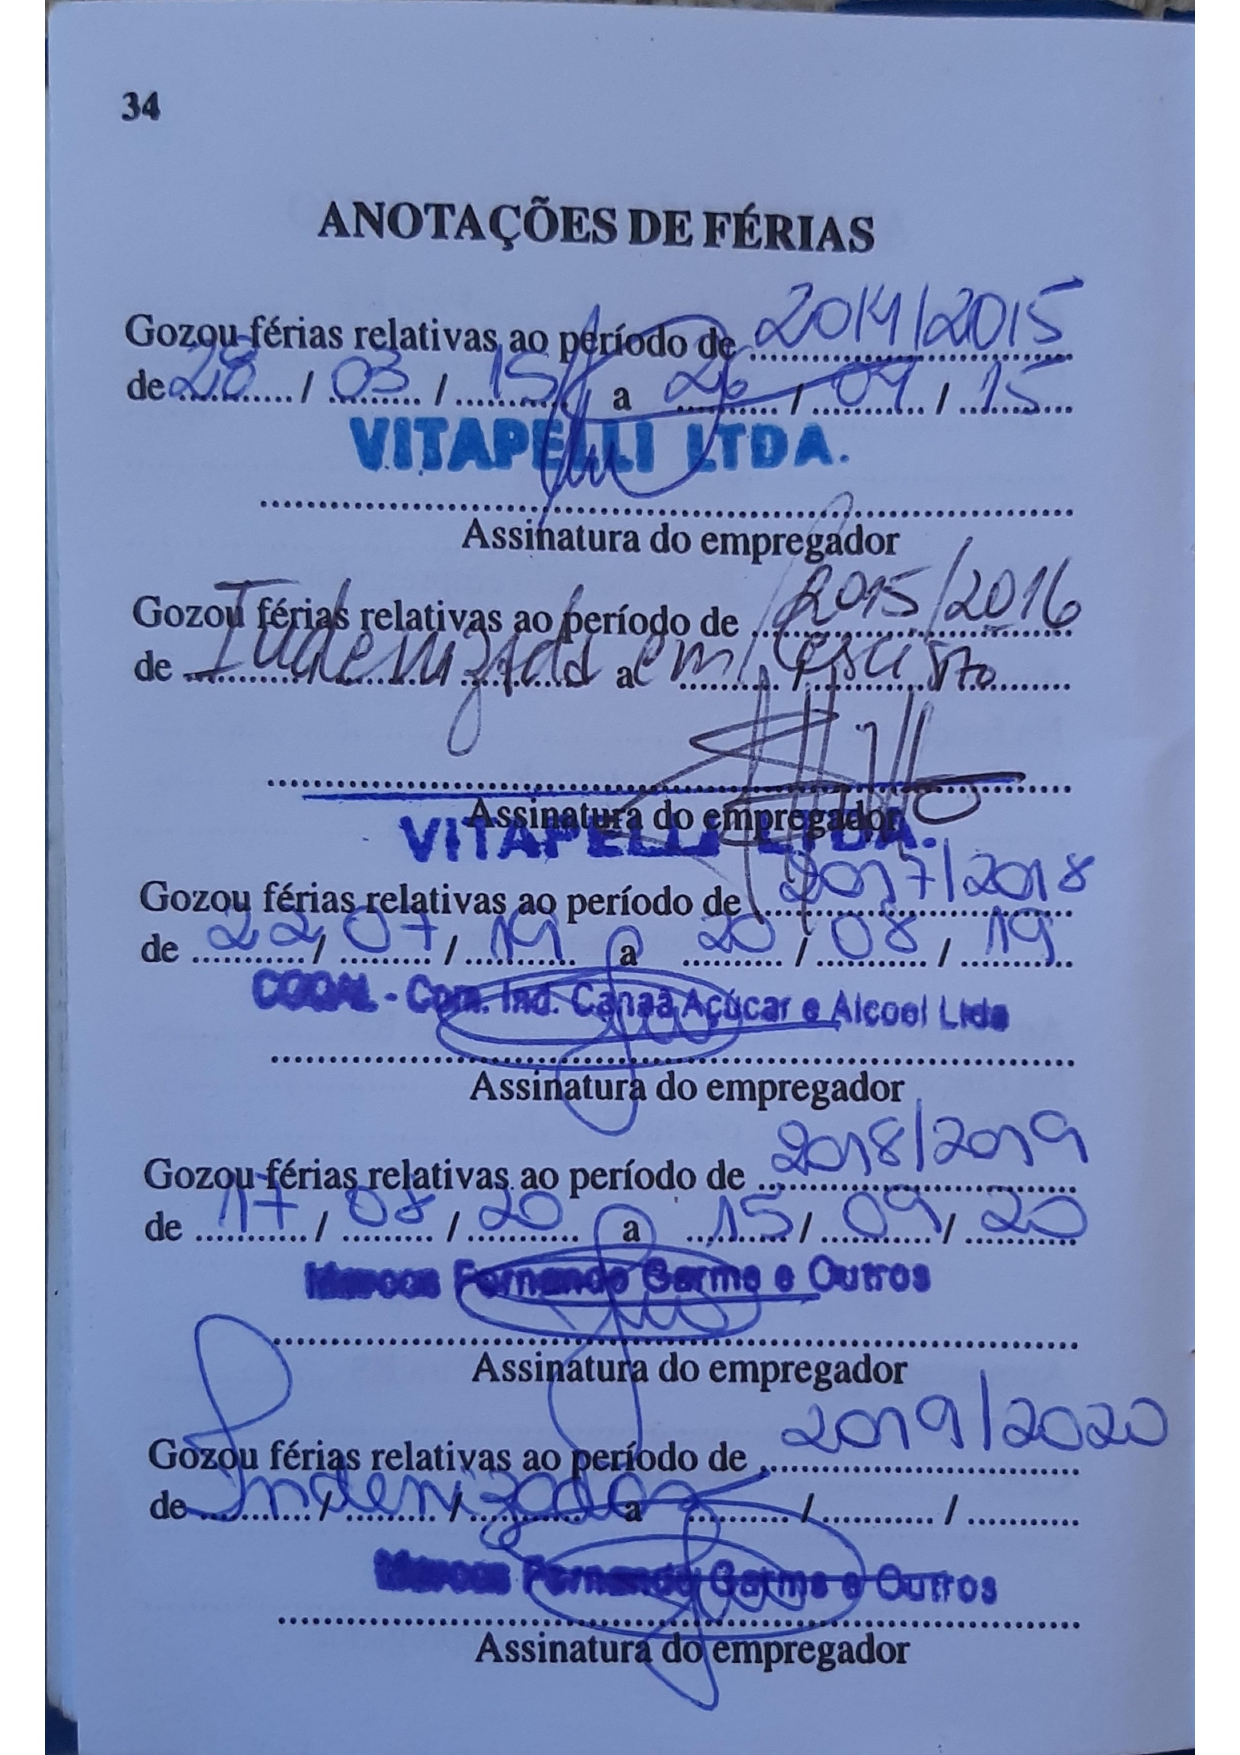 34
ANOTAÇÕES DE FÉRIAS
Gozou férias relativas ao período de 2014/2015
de 28 / 03 / 15 a 26 / 04 / 15
VITAPELLI LTDA.
Assinatura do empregador
Gozou férias relativas ao período de 2015/2016
de Indenizada a em rescisão
Assinatura do empregador
VITAPELLI LTDA.
Gozou férias relativas ao período de 2017/2018
de 22 / 07 / 19 a 20 / 08 / 19
COCAL - Com. Ind. Canaã Açúcar e Alcool Ltda
Assinatura do empregador
Gozou férias relativas ao período de 2018/2019
de 17 / 08 / 20 a 15 / 09 / 20
Marcos Fernando Garms e Outros
Assinatura do empregador
Gozou férias relativas ao período de 2019/2020
de Indenizadas / / a / /
Marcos Fernando Garms e Outros
Assinatura do empregador